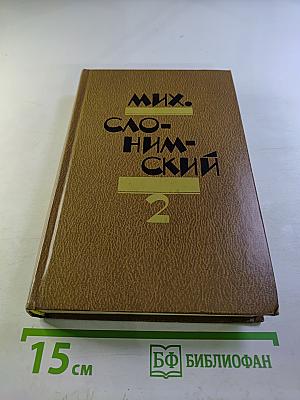 МИХ.
СЛО-
НИМ-
СКИЙ
2
15 см
БФ БИБЛИОФАН